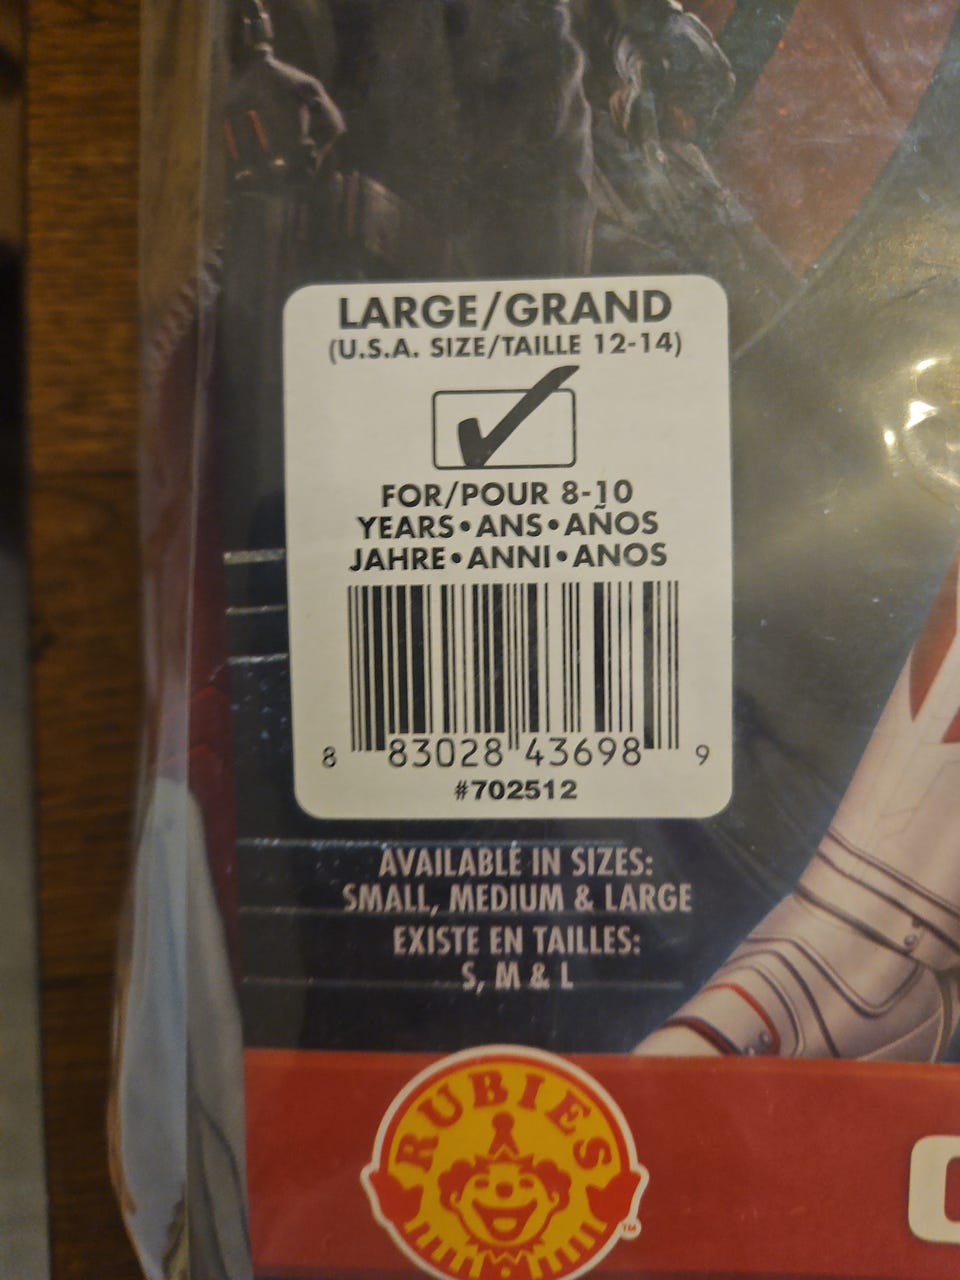 LARGE/GRAND
(U.S.A. SIZE/TAILLE 12-14)
FOR/POUR 8-10
YEARS•ANS•AÑOS
JAHRE•ANNI•ANOS
8 83028 43698 9
#702512
AVAILABLE IN SIZES:
SMALL, MEDIUM & LARGE
EXISTE EN TAILLES:
S, M & L
RUBIES
TM